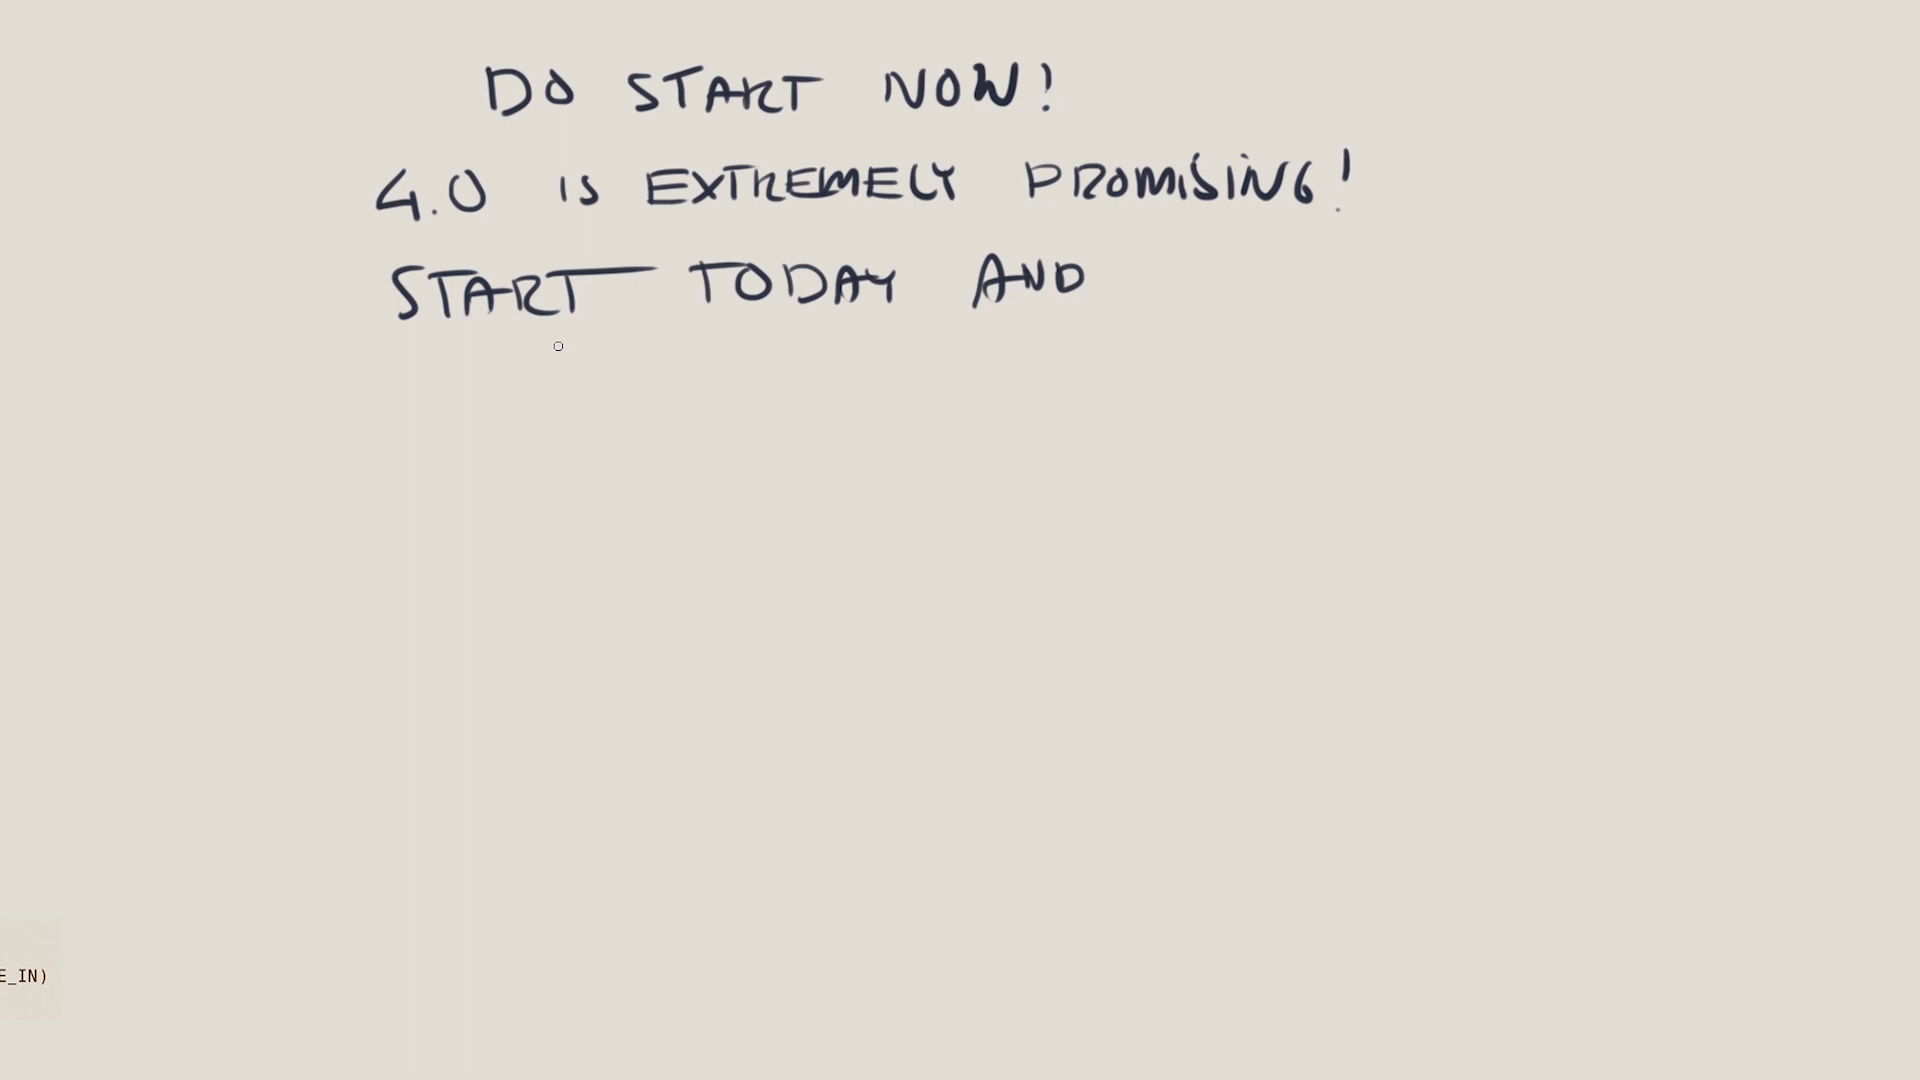 DO START NOW!
4.0 IS EXTREMELY PROMISING!
START TODAY AND
E_IN)